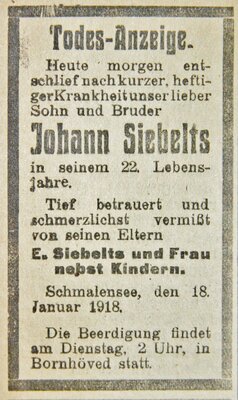 Todes-Anzeige.
Heute morgen ent-
schlief nach kurzer, hefti-
ger Krankheit unser lieber
Sohn und Bruder
Johann Siebelts
in seinem 22. Lebens-
jahre.
Tief betrauert und
schmerzlichst vermißt
von seinen Eltern
E. Siebelts und Frau
nebst Kindern.
Schmalensee, den 18.
Januar 1918.
Die Beerdigung findet
am Dienstag, 2 Uhr, in
Bornhöved statt.